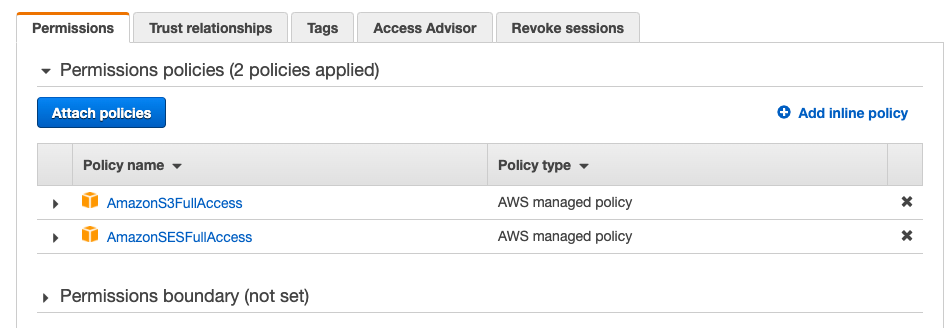 Permissions Trust relationships Tags Access Advisor Revoke sessions
Permissions policies (2 policies applied)
Attach policies Add inline policy
Policy name Policy type
AmazonS3FullAccess AWS managed policy
AmazonSESFullAccess AWS managed policy
Permissions boundary (not set)